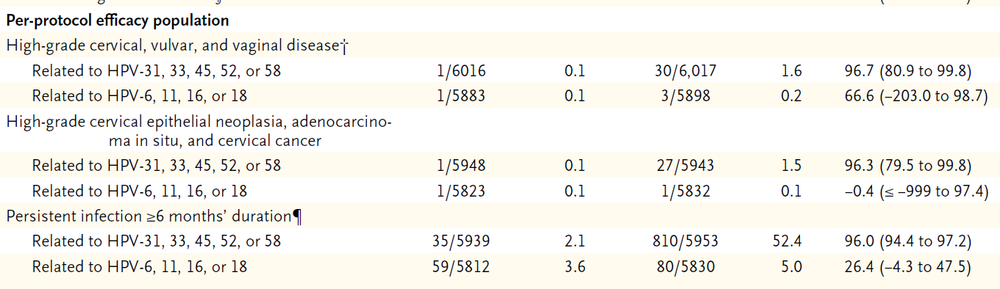 Per-protocol efficacy population
High-grade cervical, vulvar, and vaginal disease†
Related to HPV-31, 33, 45, 52, or 58 1/6016 0.1 30/6,017 1.6 96.7 (80.9 to 99.8)
Related to HPV-6, 11, 16, or 18 1/5883 0.1 3/5898 0.2 66.6 (–203.0 to 98.7)
High-grade cervical epithelial neoplasia, adenocarcino-
ma in situ, and cervical cancer
Related to HPV-31, 33, 45, 52, or 58 1/5948 0.1 27/5943 1.5 96.3 (79.5 to 99.8)
Related to HPV-6, 11, 16, or 18 1/5823 0.1 1/5832 0.1 –0.4 (≤ –999 to 97.4)
Persistent infection ≥6 months’ duration¶
Related to HPV-31, 33, 45, 52, or 58 35/5939 2.1 810/5953 52.4 96.0 (94.4 to 97.2)
Related to HPV-6, 11, 16, or 18 59/5812 3.6 80/5830 5.0 26.4 (–4.3 to 47.5)